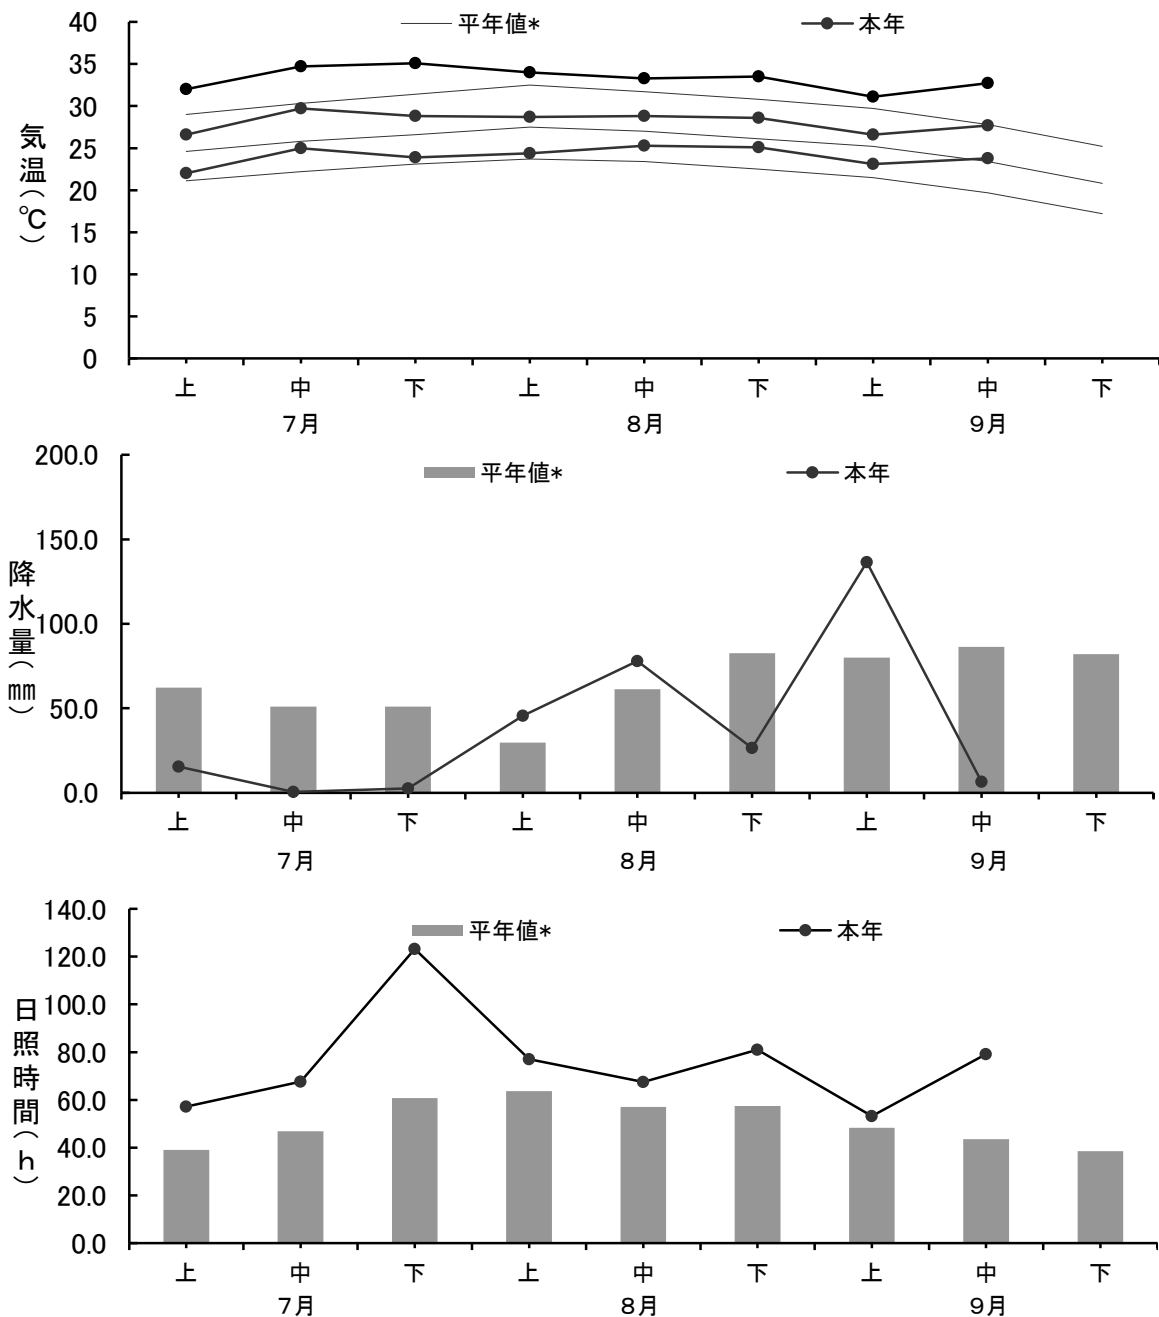 平年値* 本年
気温(℃)
40
35
30
25
20
15
10
5
0
上 中 下 上 中 下 上 中 下
7月 8月 9月
平年値* 本年
降水量(㎜)
200.0
150.0
100.0
50.0
0.0
上 中 下 上 中 下 上 中 下
7月 8月 9月
平年値* 本年
日照時間(h)
140.0
120.0
100.0
80.0
60.0
40.0
20.0
0.0
上 中 下 上 中 下 上 中 下
7月 8月 9月